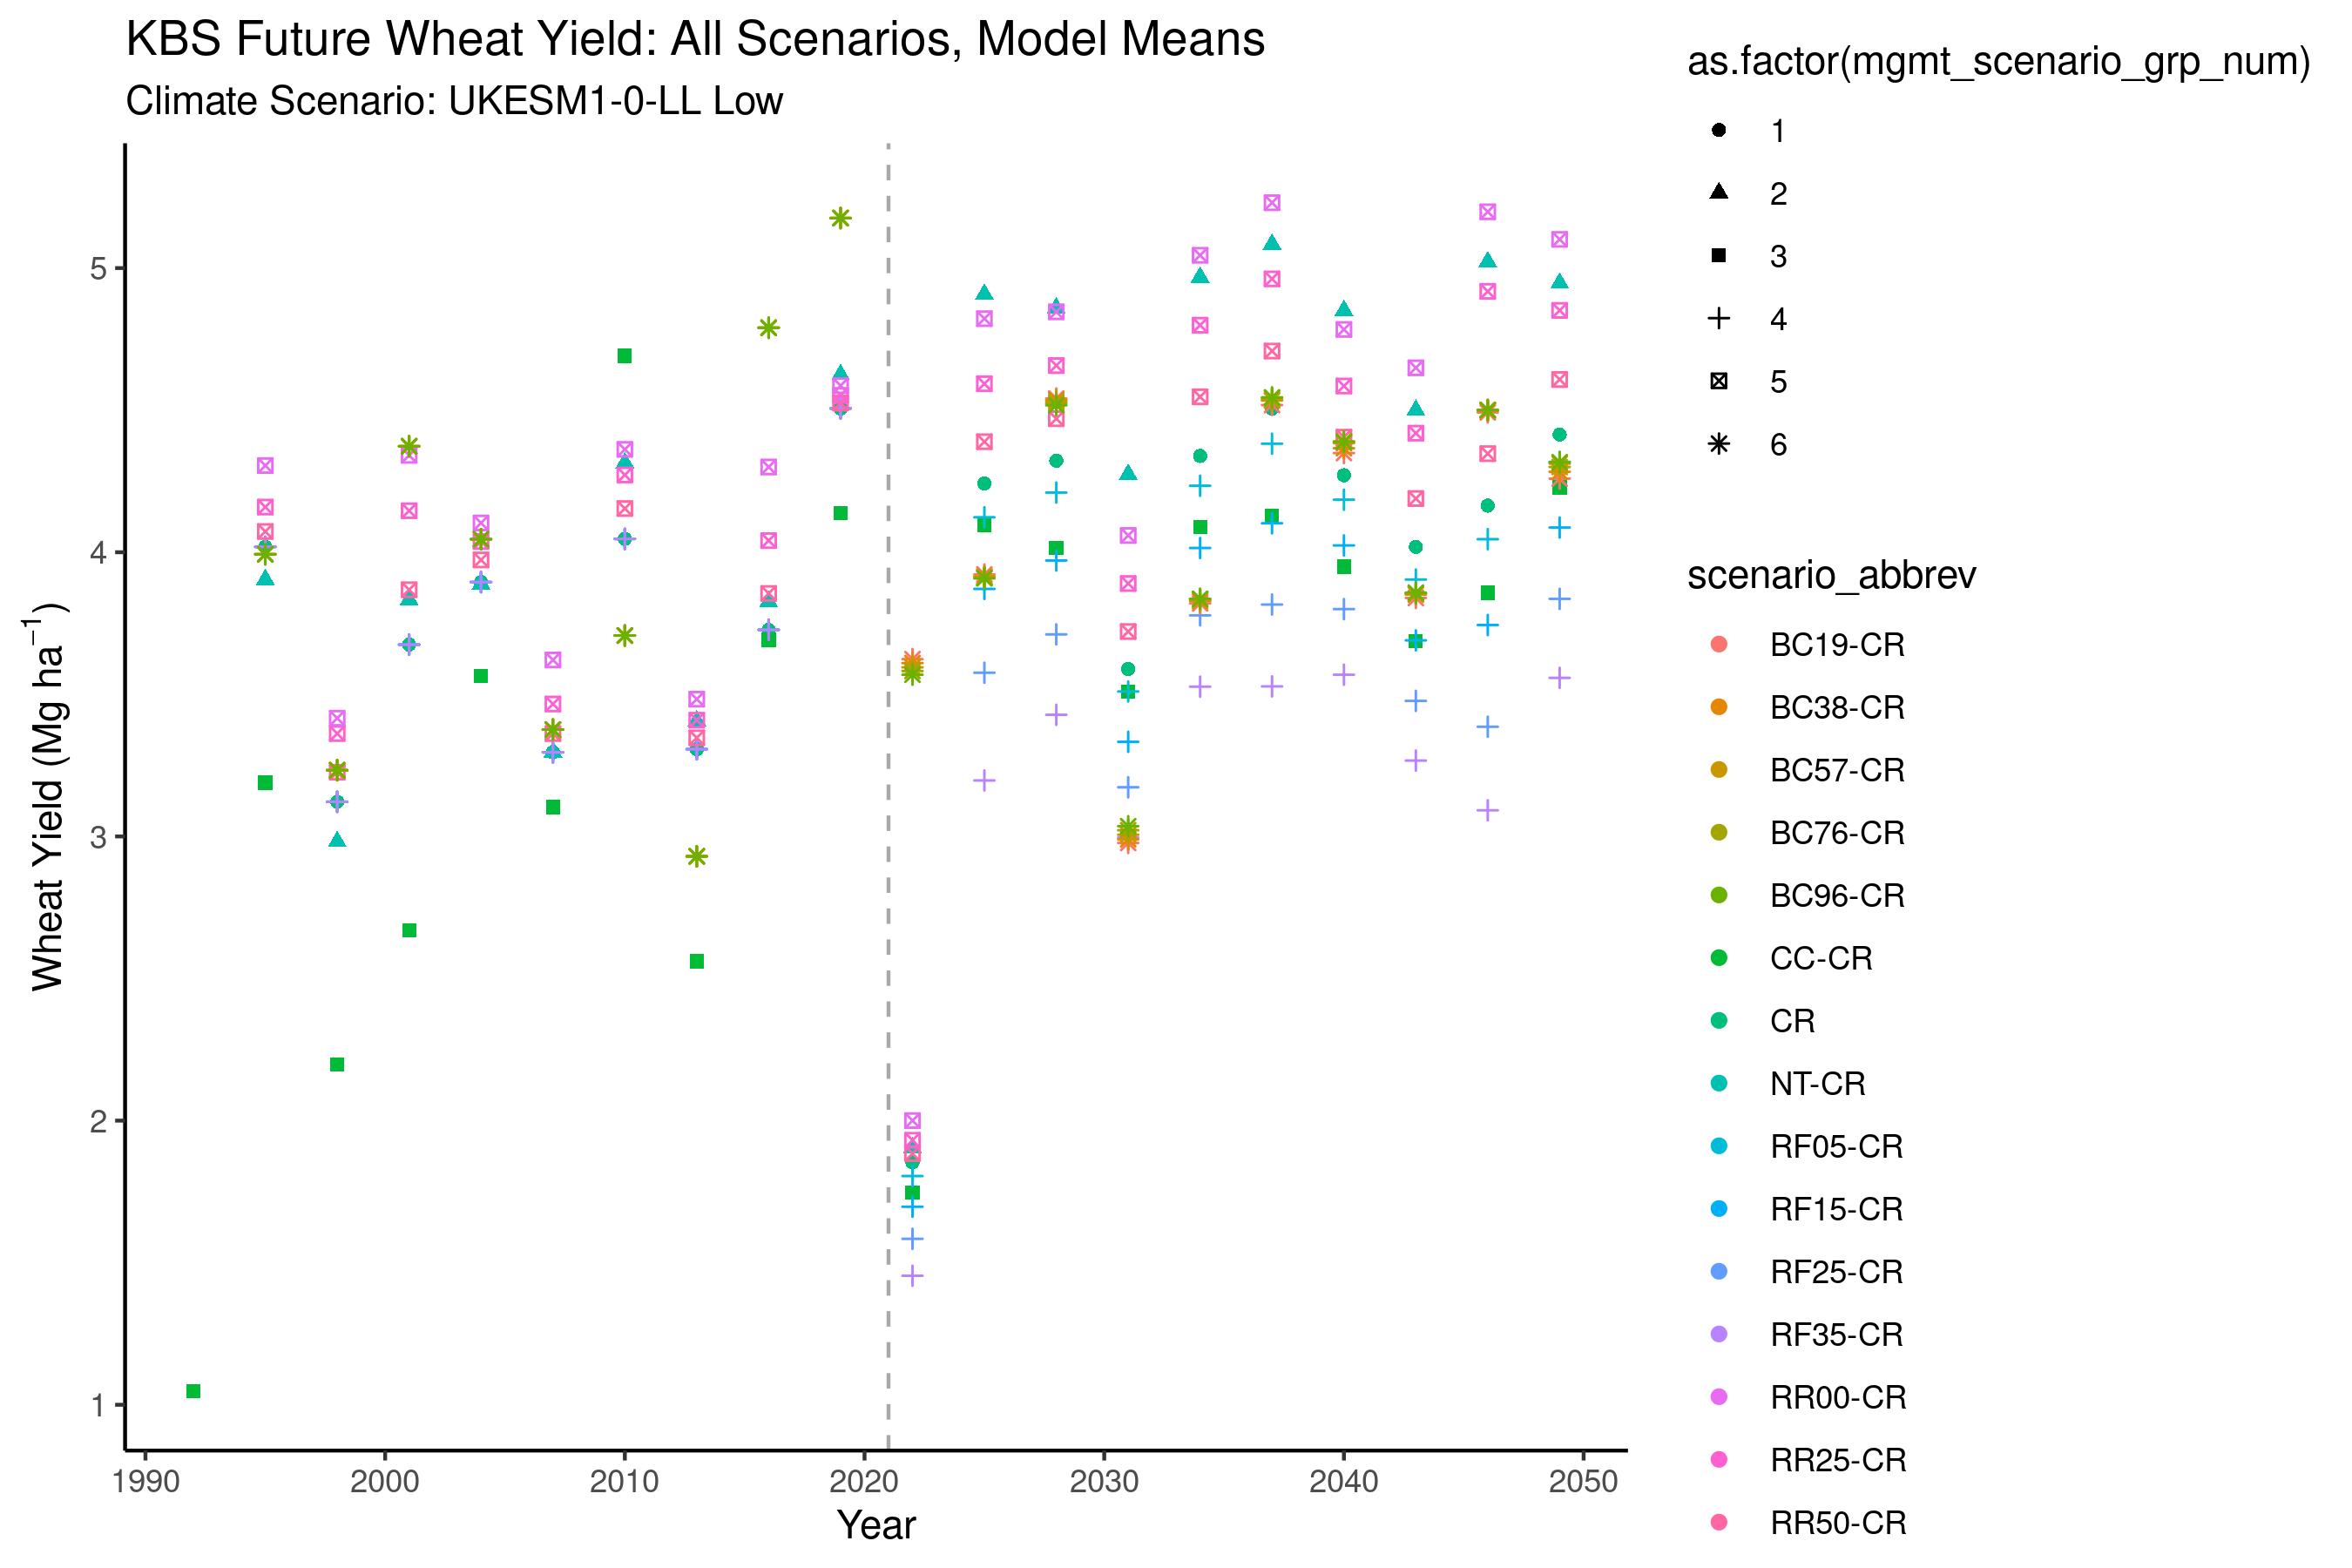 KBS Future Wheat Yield: All Scenarios, Model Means
Climate Scenario: UKESM1-0-LL Low
Wheat Yield (Mg ha⁻¹)
5
4
3
2
1
1990 2000 2010 2020 2030 2040 2050
Year
as.factor(mgmt_scenario_grp_num)
1
2
3
4
5
6
scenario_abbrev
BC19-CR
BC38-CR
BC57-CR
BC76-CR
BC96-CR
CC-CR
CR
NT-CR
RF05-CR
RF15-CR
RF25-CR
RF35-CR
RR00-CR
RR25-CR
RR50-CR